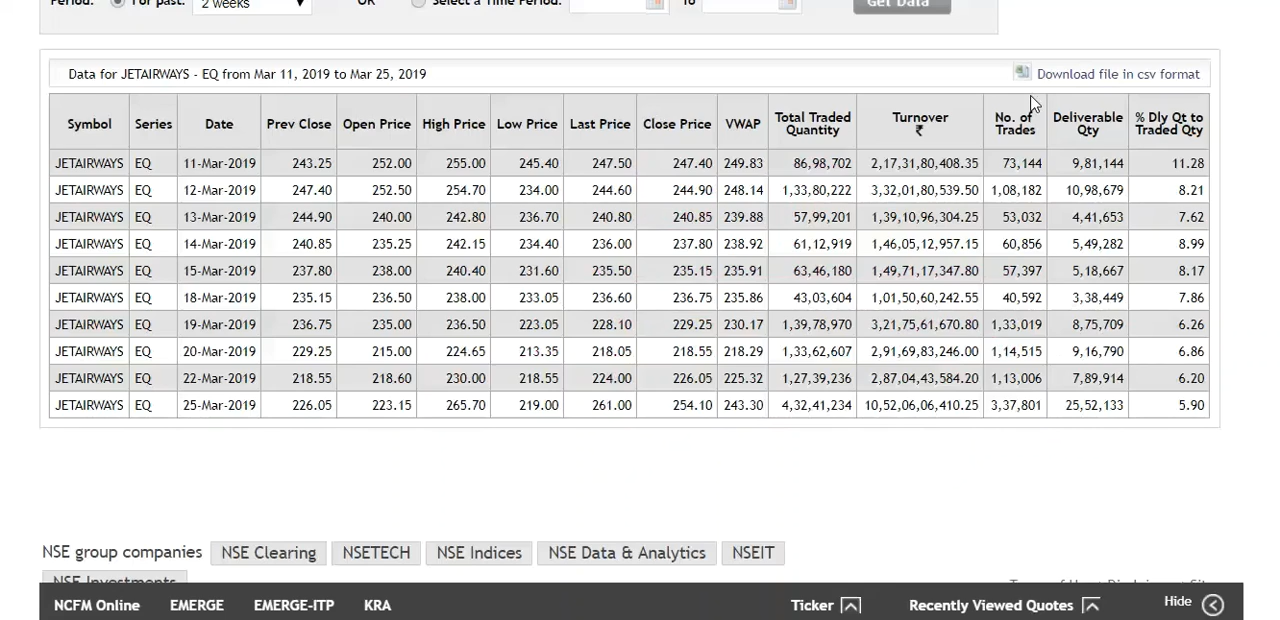 Period: For past: 2 weeks OR Select a Time Period: To Get Data
Data for JETAIRWAYS - EQ from Mar 11, 2019 to Mar 25, 2019 Download file in csv format
Symbol Series Date Prev Close Open Price High Price Low Price Last Price Close Price VWAP Total Traded Quantity Turnover ₹ No. of Trades Deliverable Qty % Dly Qt to Traded Qty
JETAIRWAYS EQ 11-Mar-2019 243.25 252.00 255.00 245.40 247.50 247.40 249.83 86,98,702 2,17,31,80,408.35 73,144 9,81,144 11.28
JETAIRWAYS EQ 12-Mar-2019 247.40 252.50 254.70 234.00 244.60 244.90 248.14 1,33,80,222 3,32,01,80,539.50 1,08,182 10,98,679 8.21
JETAIRWAYS EQ 13-Mar-2019 244.90 240.00 242.80 236.70 240.80 240.85 239.88 57,99,201 1,39,10,96,304.25 53,032 4,41,653 7.62
JETAIRWAYS EQ 14-Mar-2019 240.85 235.25 242.15 234.40 236.00 237.80 238.92 61,12,919 1,46,05,12,957.15 60,856 5,49,282 8.99
JETAIRWAYS EQ 15-Mar-2019 237.80 238.00 240.40 231.60 235.50 235.15 235.91 63,46,180 1,49,71,17,347.80 57,397 5,18,667 8.17
JETAIRWAYS EQ 18-Mar-2019 235.15 236.50 238.00 233.05 236.60 236.75 235.86 43,03,604 1,01,50,60,242.55 40,592 3,38,449 7.86
JETAIRWAYS EQ 19-Mar-2019 236.75 235.00 236.50 223.05 228.10 229.25 230.17 1,39,78,970 3,21,75,61,670.80 1,33,019 8,75,709 6.26
JETAIRWAYS EQ 20-Mar-2019 229.25 215.00 224.65 213.35 218.05 218.55 218.29 1,33,62,607 2,91,69,83,246.00 1,14,515 9,16,790 6.86
JETAIRWAYS EQ 22-Mar-2019 218.55 218.60 230.00 218.55 224.00 226.05 225.32 1,27,39,236 2,87,04,43,584.20 1,13,006 7,89,914 6.20
JETAIRWAYS EQ 25-Mar-2019 226.05 223.15 265.70 219.00 261.00 254.10 243.30 4,32,41,234 10,52,06,06,410.25 3,37,801 25,52,133 5.90
NSE group companies NSE Clearing NSETECH NSE Indices NSE Data & Analytics NSEIT
NSE Investments
NCFM Online EMERGE EMERGE-ITP KRA Ticker Recently Viewed Quotes Hide